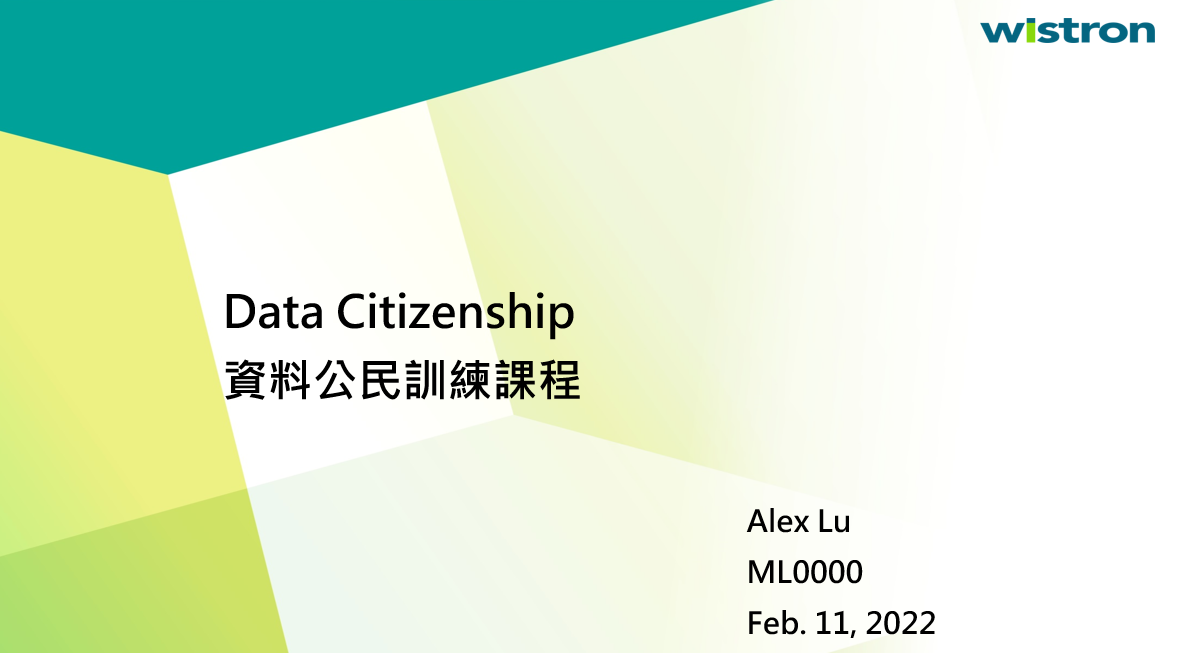 wistron
Data Citizenship
資料公民訓練課程
Alex Lu
ML0000
Feb. 11, 2022